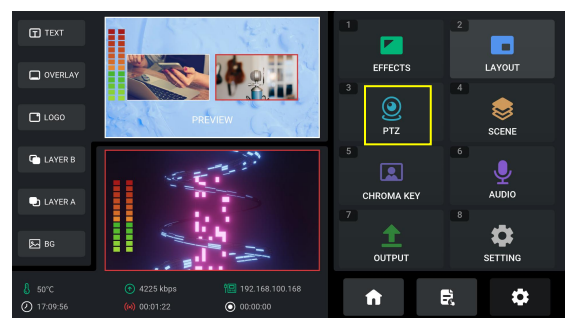 TEXT
OVERLAY
LOGO
LAYER B
LAYER A
BG
PREVIEW
50°C
4225 kbps
192.168.100.168
17:09:56
00:01:22
00:00:00
1
EFFECTS
2
LAYOUT
3
PTZ
4
SCENE
5
CHROMA KEY
6
AUDIO
7
OUTPUT
8
SETTING